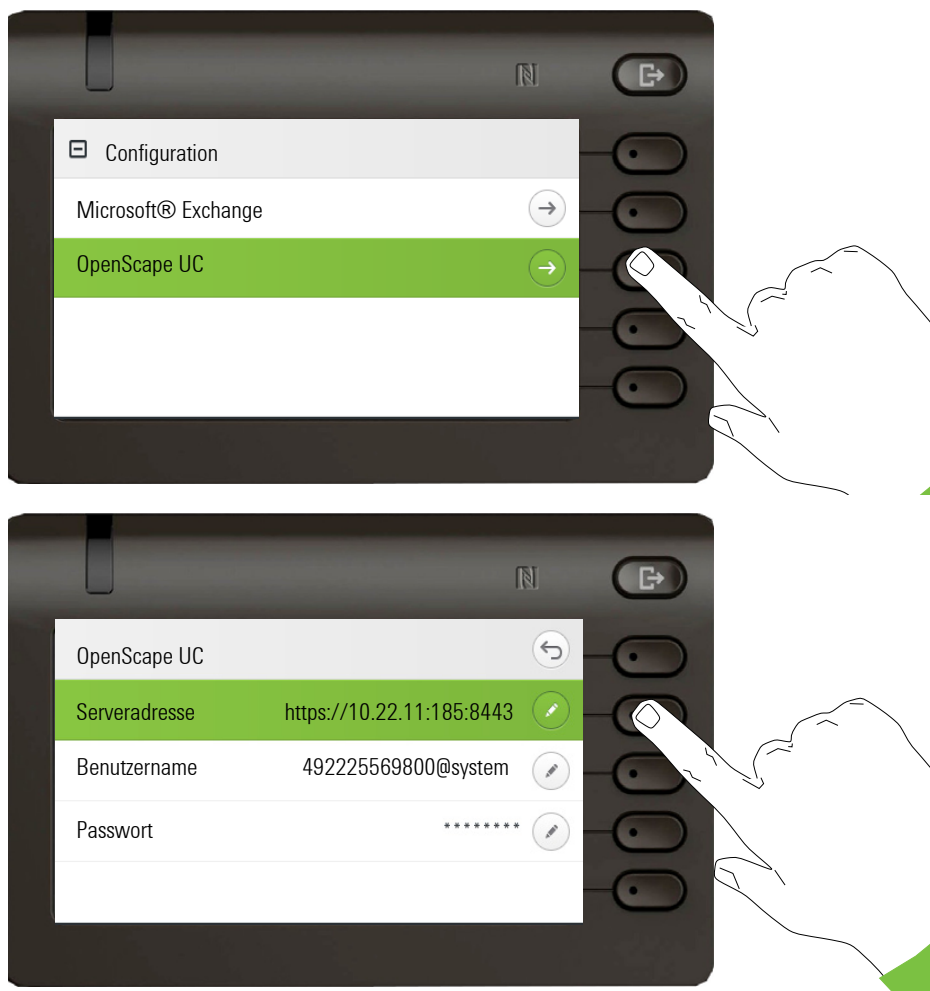 Configuration
Microsoft® Exchange
OpenScape UC
OpenScape UC
Serveradresse https://10.22.11:185:8443
Benutzername 492225569800@system
Passwort ********